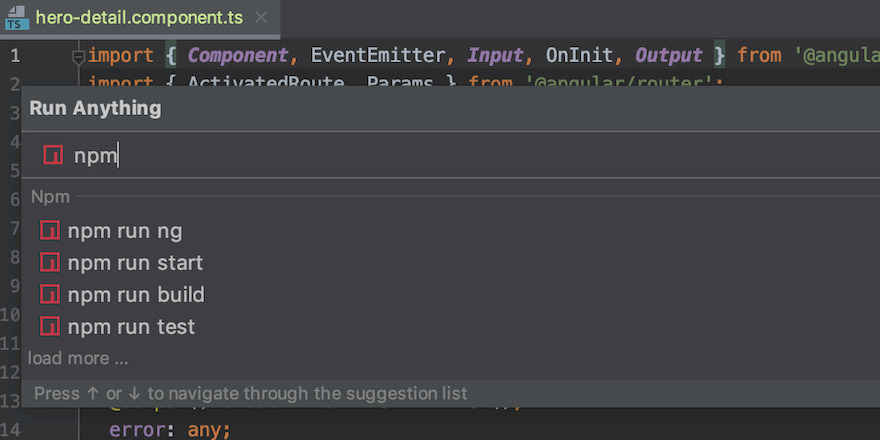 TS hero-detail.component.ts
1 import { Component, EventEmitter, Input, OnInit, Output } from '@angula
2 import { ActivatedRoute, Params } from '@angular/router';
3
Run Anything
4
npm
5
6 Npm
7 npm run ng
8 npm run start
9 npm run build
10 npm run test
11 load more ...
12
Press ↑ or ↓ to navigate through the suggestion list
13
14 error: any;